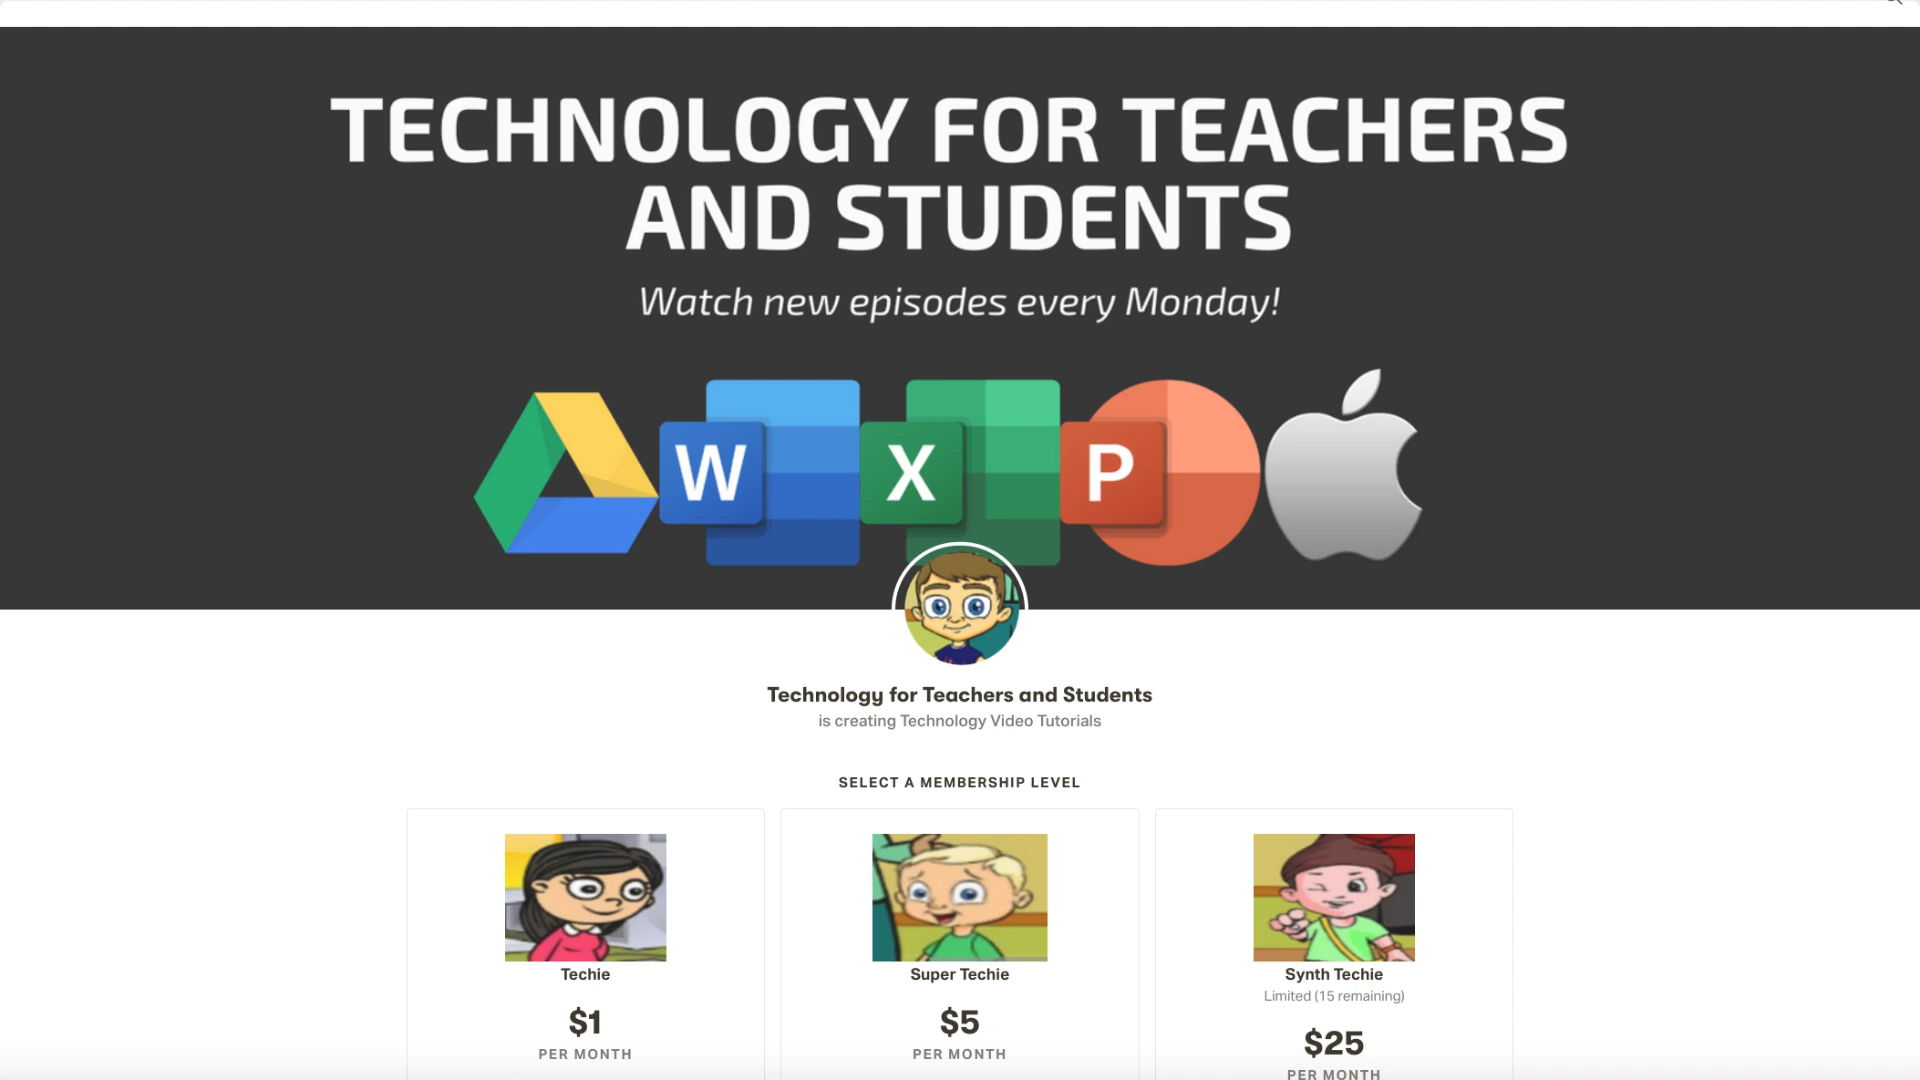 TECHNOLOGY FOR TEACHERS
AND STUDENTS
Watch new episodes every Monday!
W X P
Technology for Teachers and Students
is creating Technology Video Tutorials
SELECT A MEMBERSHIP LEVEL
Techie
$1
PER MONTH
Super Techie
$5
PER MONTH
Synth Techie
Limited (15 remaining)
$25
PER MONTH